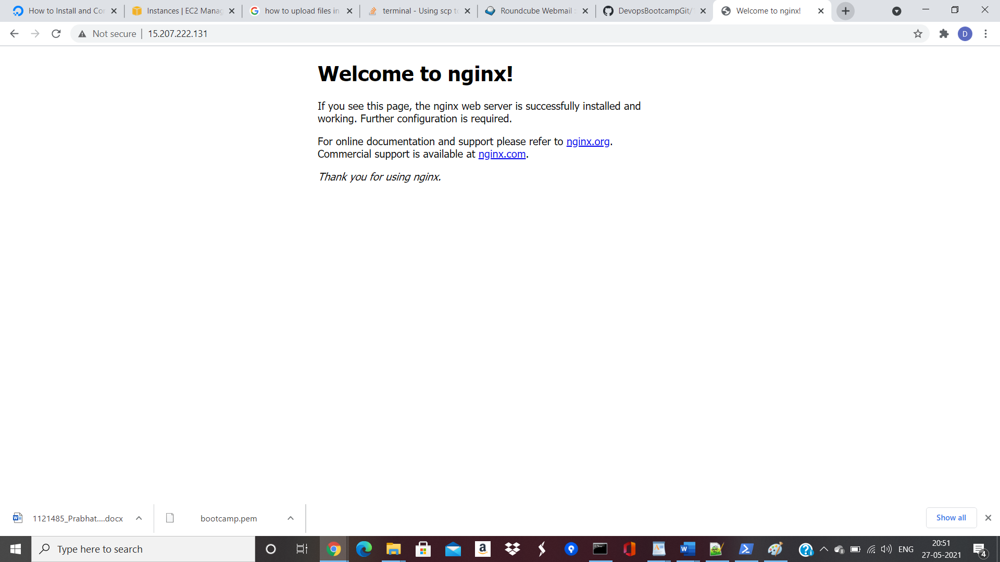 How to Install and Cor
Instances | EC2 Manag
how to upload files in
terminal - Using scp to
Roundcube Webmail
DevopsBootcampGit/
Welcome to nginx!
Not secure
15.207.222.131
D
Welcome to nginx!
If you see this page, the nginx web server is successfully installed and
working. Further configuration is required.
For online documentation and support please refer to nginx.org.
Commercial support is available at nginx.com.
Thank you for using nginx.
1121485_Prabhat....docx
bootcamp.pem
Show all
Type here to search
ENG
20:51
27-05-2021
4